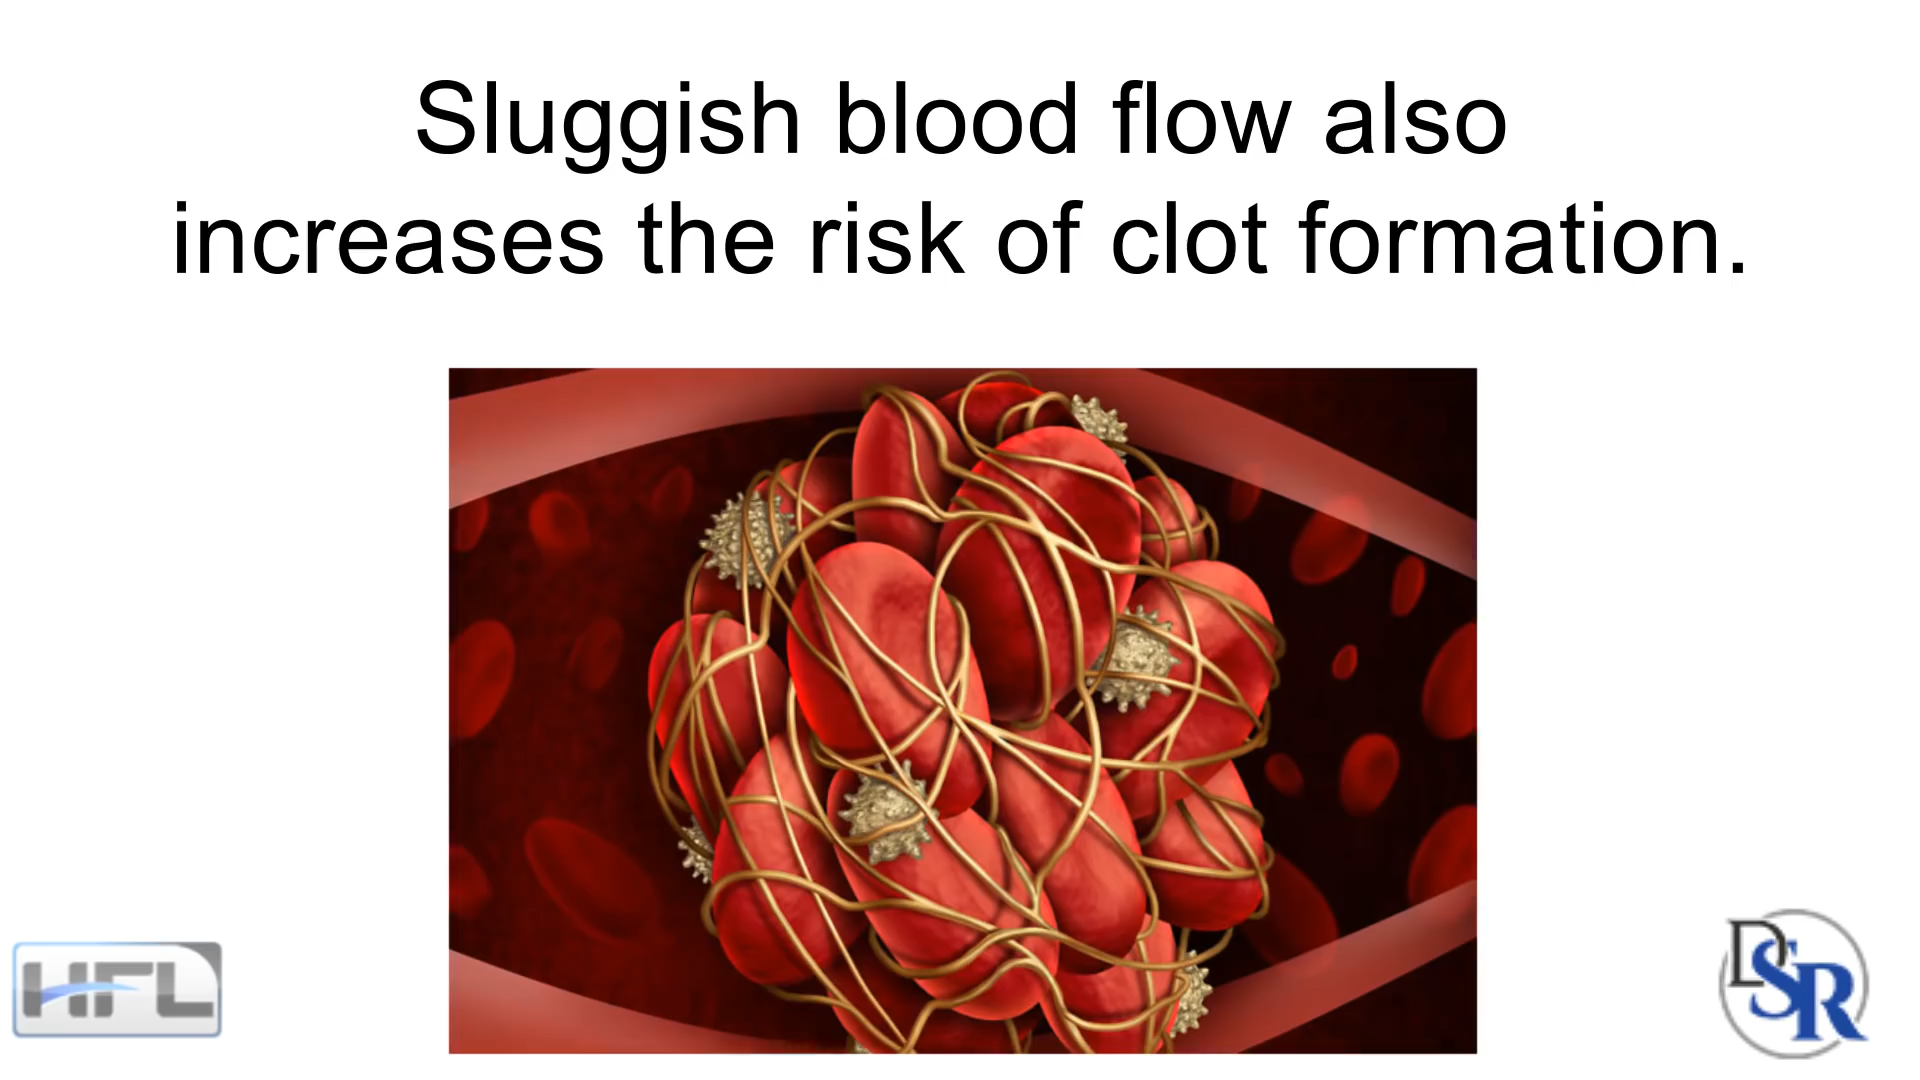 Sluggish blood flow also
increases the risk of clot formation.
HFL
DSR